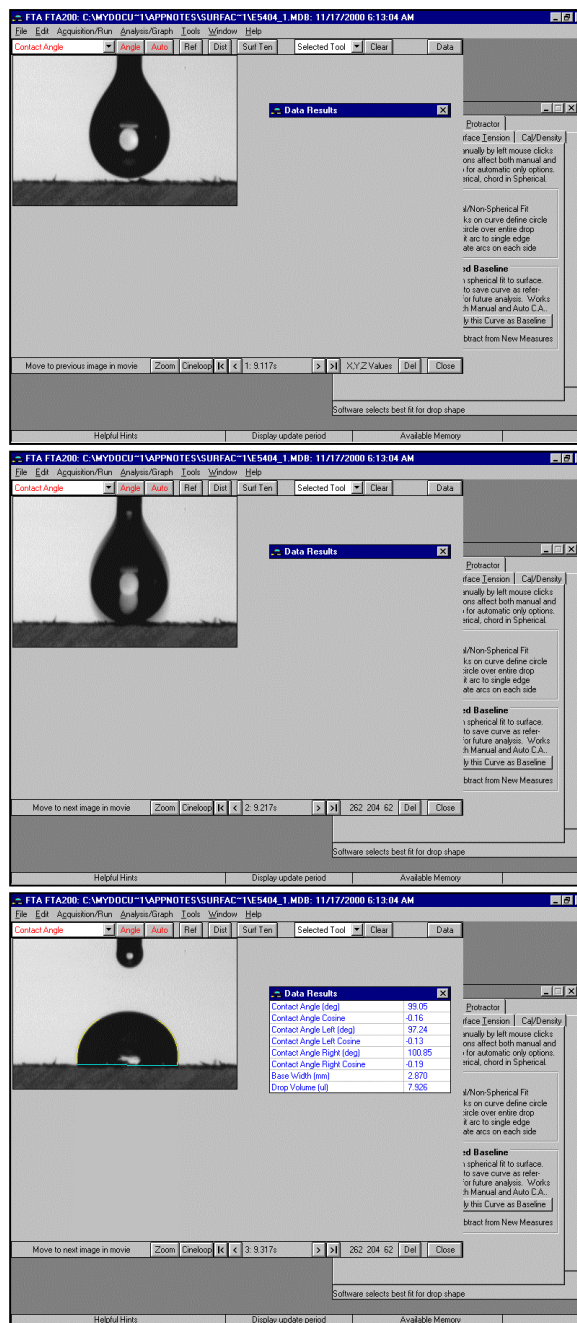 FTA FTA200: C:\MYDOCU~1\APPNOTES\SURFAC~1\E5404_1.MDB: 11/17/2000 6:13:04 AM
File Edit Acquisition/Run Analysis/Graph Tools Window Help
Contact Angle Angle Auto Ref Dist Surf Ten Selected Tool Clear Data
Data Results
Protractor
rface Tension Cal/Density
anually by left mouse clicks
ons affect both manual and
for automatic only options.
erical, chord in Spherical.
al/Non-Spherical Fit
ks on curve define circle
circle over entire drop
it arc to single edge
ate arcs on each side
ed Baseline
spherical fit to surface.
to save curve as refer-
for future analysis. Works
th Manual and Auto C.A..
ly this Curve as Baseline
btract from New Measures
Move to previous image in movie Zoom Cineloop |< < 1: 9.117s > >| X,Y,Z Values Del Close
Software selects best fit for drop shape
Helpful Hints Display update period Available Memory
FTA FTA200: C:\MYDOCU~1\APPNOTES\SURFAC~1\E5404_1.MDB: 11/17/2000 6:13:04 AM
File Edit Acquisition/Run Analysis/Graph Tools Window Help
Contact Angle Angle Auto Ref Dist Surf Ten Selected Tool Clear Data
Data Results
Protractor
rface Tension Cal/Density
anually by left mouse clicks
ons affect both manual and
for automatic only options.
erical, chord in Spherical.
al/Non-Spherical Fit
ks on curve define circle
circle over entire drop
it arc to single edge
ate arcs on each side
ed Baseline
spherical fit to surface.
to save curve as refer-
for future analysis. Works
th Manual and Auto C.A..
ly this Curve as Baseline
btract from New Measures
Move to next image in movie Zoom Cineloop |< < 2: 9.217s > >| 262 204 62 Del Close
Software selects best fit for drop shape
Helpful Hints Display update period Available Memory
FTA FTA200: C:\MYDOCU~1\APPNOTES\SURFAC~1\E5404_1.MDB: 11/17/2000 6:13:04 AM
File Edit Acquisition/Run Analysis/Graph Tools Window Help
Contact Angle Angle Auto Ref Dist Surf Ten Selected Tool Clear Data
Data Results
Contact Angle (deg) 99.05
Contact Angle Cosine -0.16
Contact Angle Left (deg) 97.24
Contact Angle Left Cosine -0.13
Contact Angle Right (deg) 100.85
Contact Angle Right Cosine -0.19
Base Width (mm) 2.870
Drop Volume (ul) 7.926
Protractor
rface Tension Cal/Density
anually by left mouse clicks
ons affect both manual and
for automatic only options.
erical, chord in Spherical.
al/Non-Spherical Fit
ks on curve define circle
circle over entire drop
it arc to single edge
ate arcs on each side
ed Baseline
spherical fit to surface.
to save curve as refer-
for future analysis. Works
th Manual and Auto C.A..
ly this Curve as Baseline
btract from New Measures
Move to next image in movie Zoom Cineloop |< < 3: 9.317s > >| 262 204 62 Del Close
Software selects best fit for drop shape
Helpful Hints Display update period Available Memory